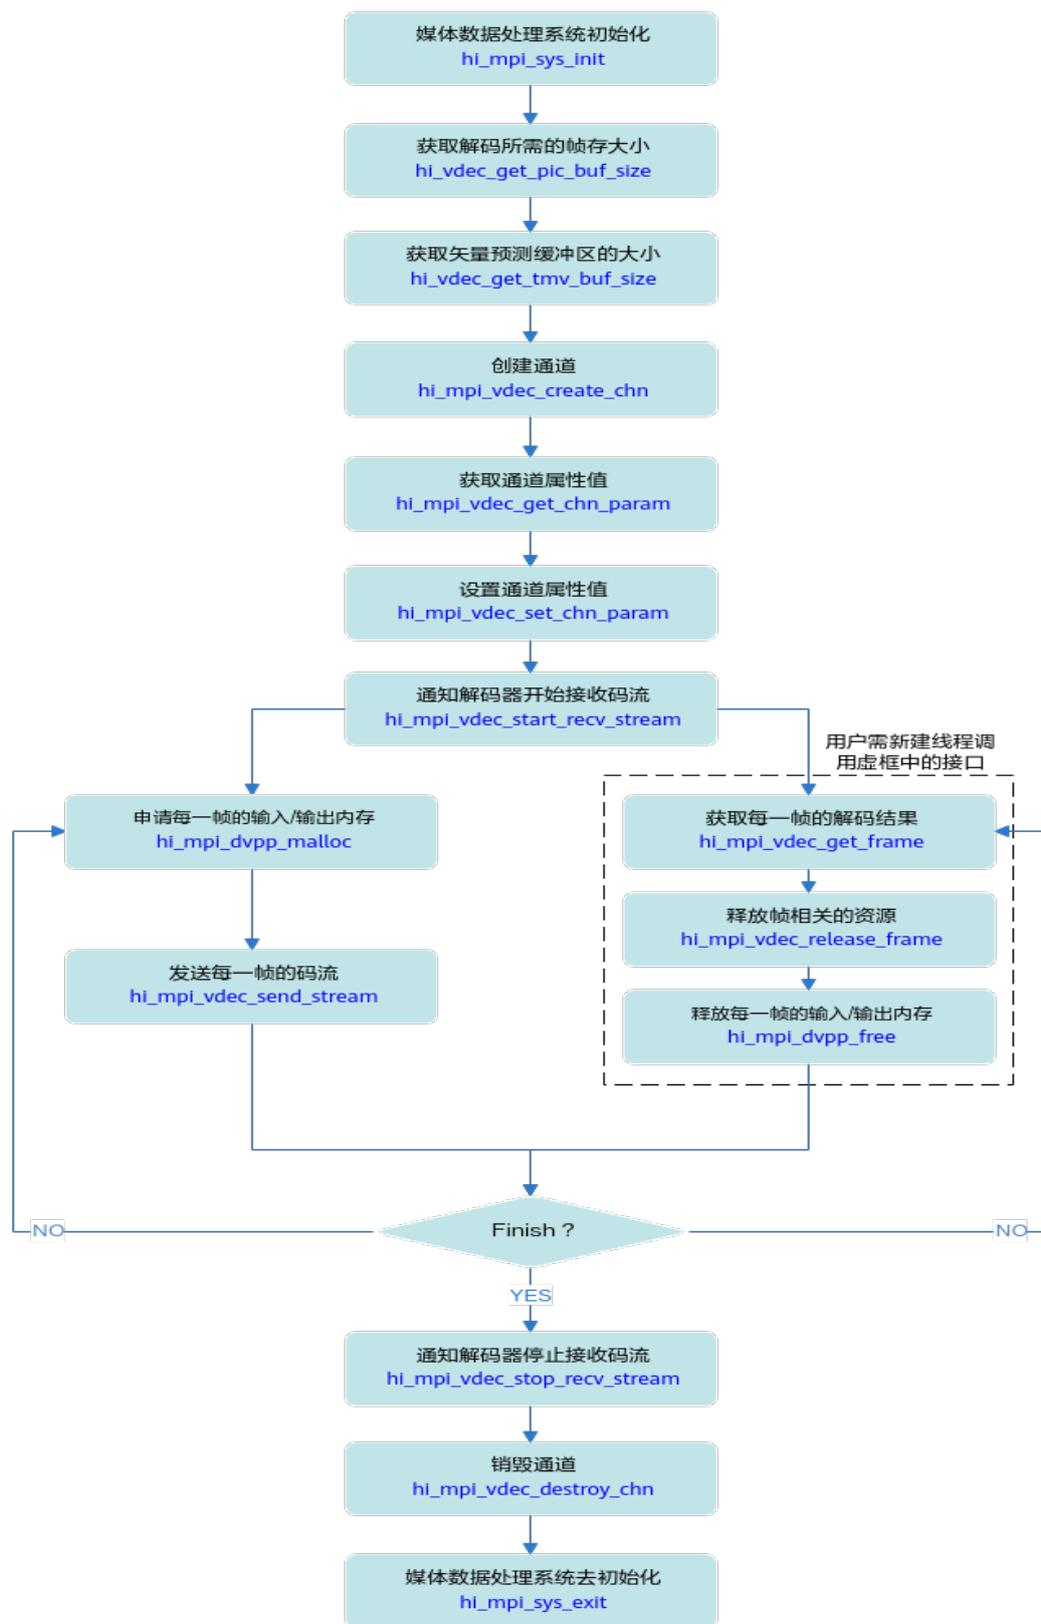 媒体数据处理系统初始化
hi_mpi_sys_init
获取解码所需的帧存大小
hi_vdec_get_pic_buf_size
获取矢量预测缓冲区的大小
hi_vdec_get_tmv_buf_size
创建通道
hi_mpi_vdec_create_chn
获取通道属性值
hi_mpi_vdec_get_chn_param
设置通道属性值
hi_mpi_vdec_set_chn_param
通知解码器开始接收码流
hi_mpi_vdec_start_recv_stream
申请每一帧的输入/输出内存
hi_mpi_dvpp_malloc
发送每一帧的码流
hi_mpi_vdec_send_stream
用户需新建线程调
用虚框中的接口
获取每一帧的解码结果
hi_mpi_vdec_get_frame
释放帧相关的资源
hi_mpi_vdec_release_frame
释放每一帧的输入/输出内存
hi_mpi_dvpp_free
Finish ?
NO
NO
YES
通知解码器停止接收码流
hi_mpi_vdec_stop_recv_stream
销毁通道
hi_mpi_vdec_destroy_chn
媒体数据处理系统去初始化
hi_mpi_sys_exit